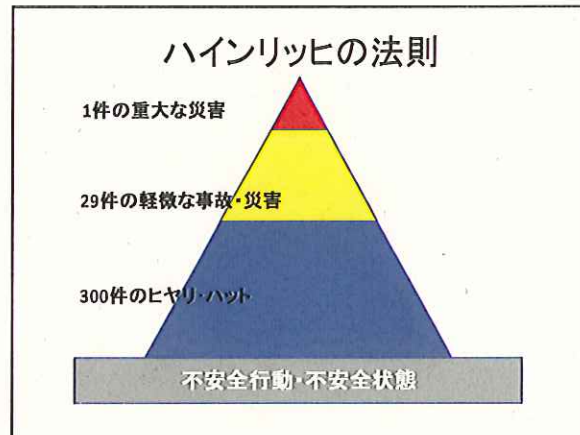 ハインリッヒの法則
1件の重大な災害
29件の軽微な事故・災害
300件のヒヤリ・ハット
不安全行動・不安全状態